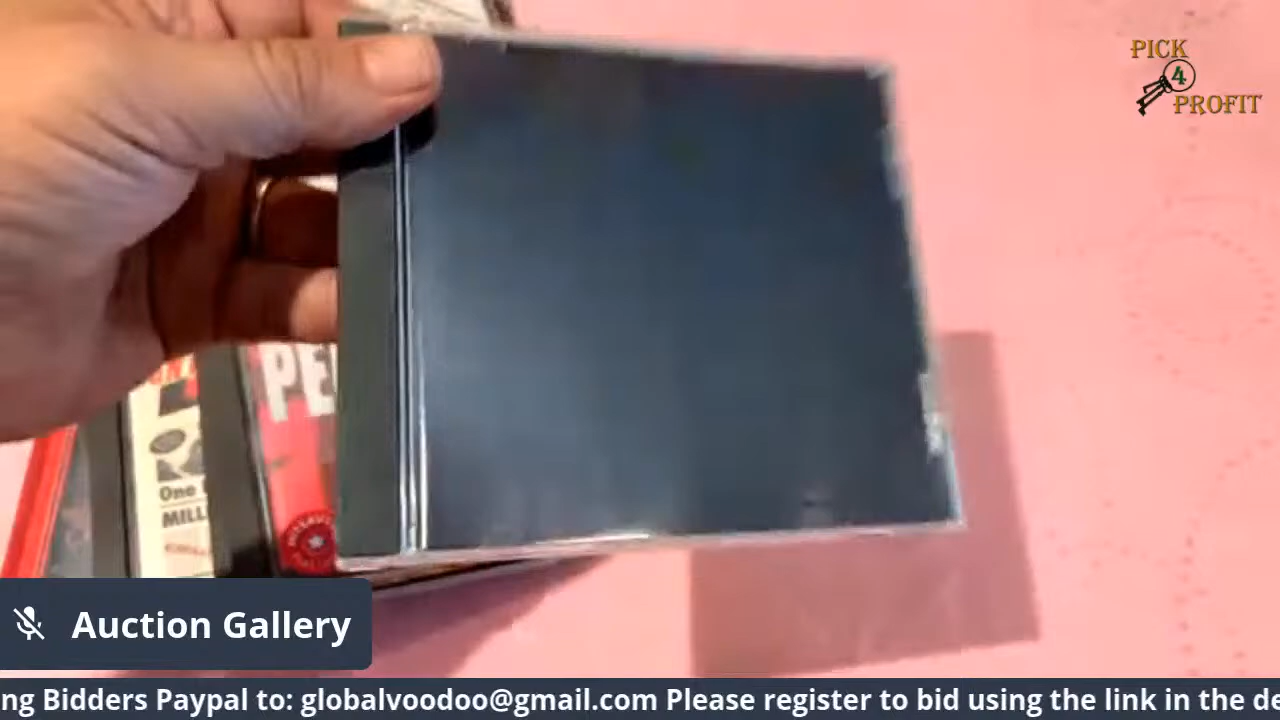 PICK
4
PROFIT
PE
One
MILL
Auction Gallery
ng Bidders Paypal to: globalvoodoo@gmail.com Please register to bid using the link in the de